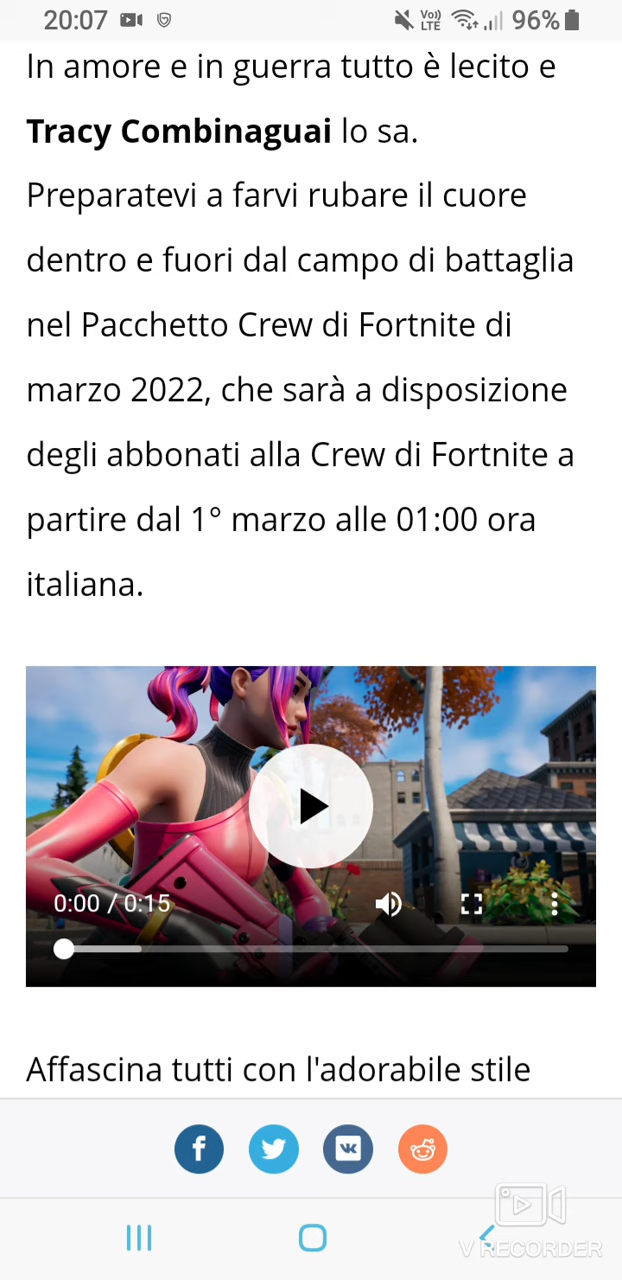 20:07
Vo))
LTE
96%
In amore e in guerra tutto è lecito e
Tracy Combinaguai lo sa.
Preparatevi a farvi rubare il cuore
dentro e fuori dal campo di battaglia
nel Pacchetto Crew di Fortnite di
marzo 2022, che sarà a disposizione
degli abbonati alla Crew di Fortnite a
partire dal 1° marzo alle 01:00 ora
italiana.
0:00 / 0:15
Affascina tutti con l'adorabile stile
V RECORDER